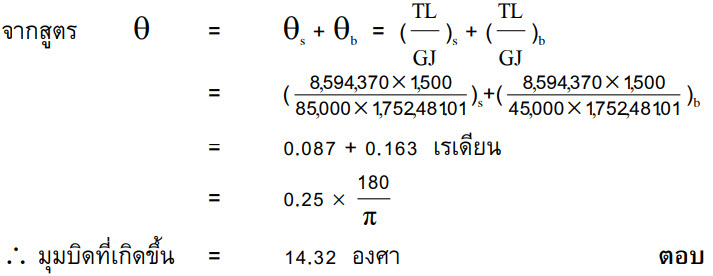 จากสูตร θ = θs + θb = (TL/GJ)s + (TL/GJ)b
= (8,594,370×1,500/85,000×1,752,481.01)s+(8,594,370×1,500/45,000×1,752,481.01)b
= 0.087 + 0.163 เรเดียน
= 0.25 × 180/π
∴ มุมบิดที่เกิดขึ้น = 14.32 องศา ตอบ